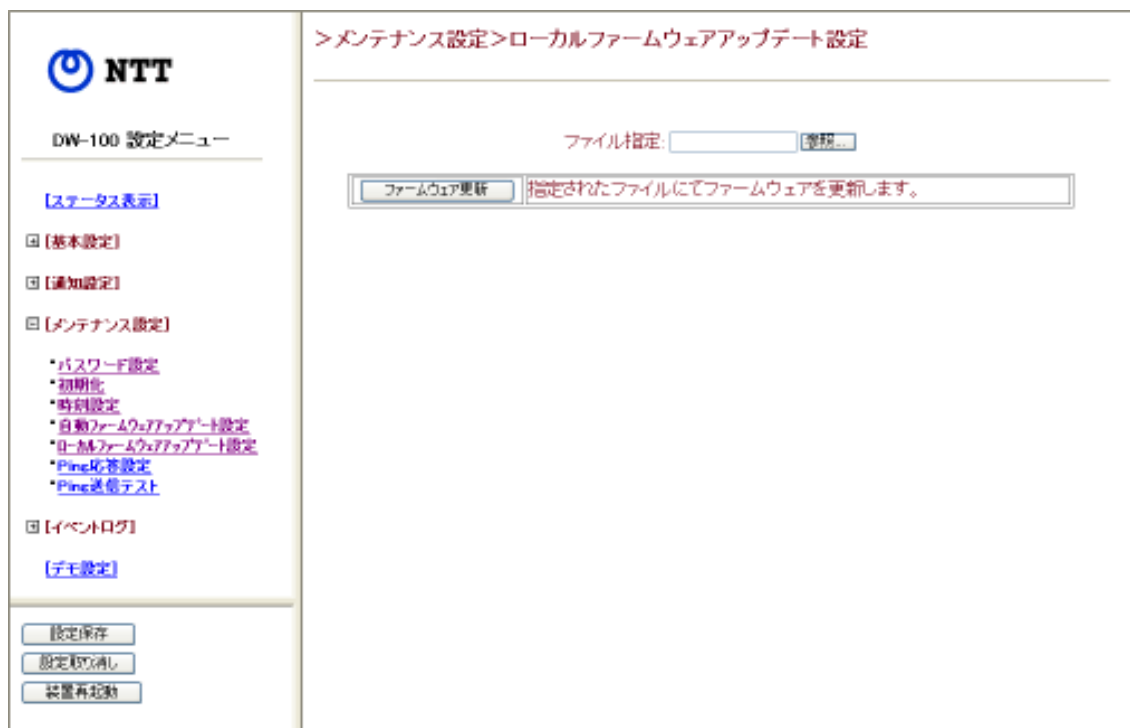 NTT
DW-100 設定メニュー
[ステータス表示]
[基本設定]
[通知設定]
[メンテナンス設定]
・パスワード設定
・初期化
・時刻設定
・自動ファームウェアアップデート設定
・ローカルファームウェアアップデート設定
・Ping応答設定
・Ping送信テスト
[イベントログ]
[デモ設定]
設定保存
設定取り消し
装置再起動
>メンテナンス設定>ローカルファームウェアアップデート設定
ファイル指定: 参照...
ファームウェア更新 指定されたファイルにてファームウェアを更新します。